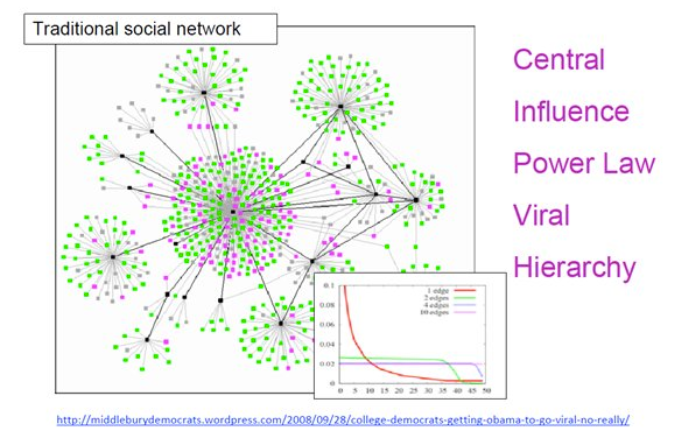 Traditional social network
Central
Influence
Power Law
Viral
Hierarchy
0.1
0.08
0.06
0.04
0.02
0
0 5 10 15 20 25 30 35 40 45 50
1 edge
2 edges
4 edges
10 edges
http://middleburydemocrats.wordpress.com/2008/09/28/college-democrats-getting-obama-to-go-viral-no-really/